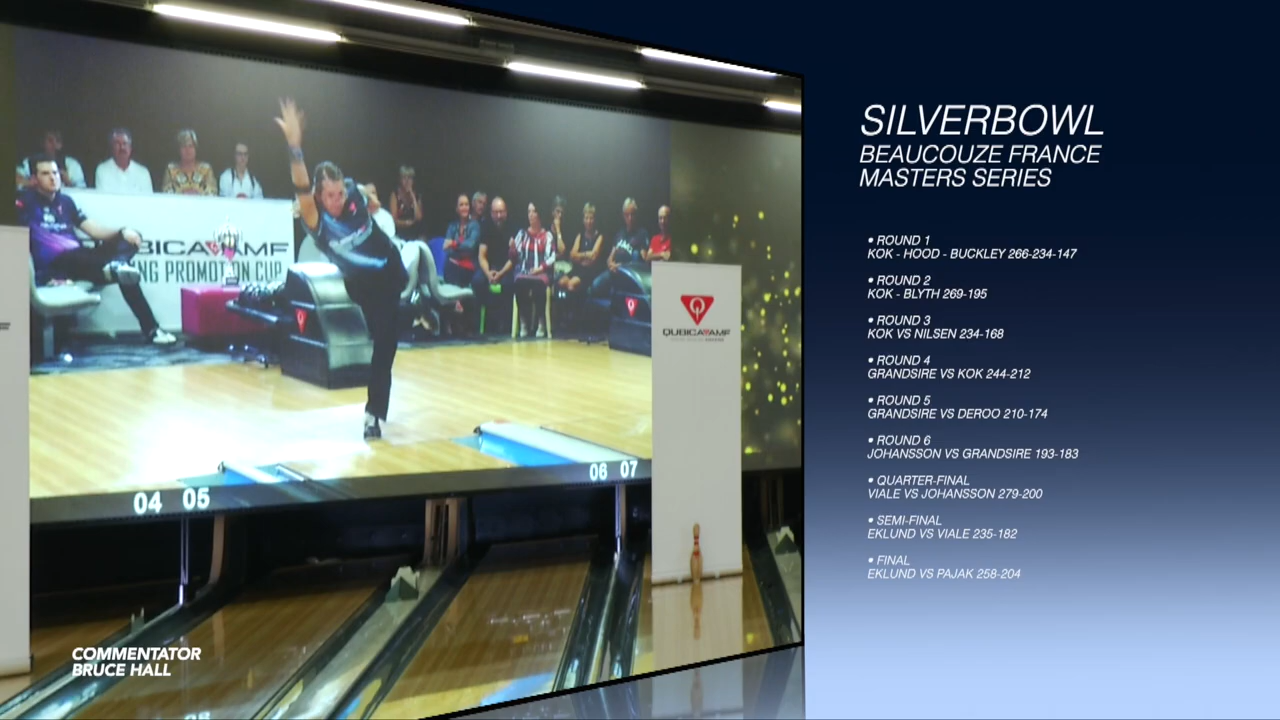 SILVERBOWL
BEAUCOUZE FRANCE
MASTERS SERIES
• ROUND 1
KOK - HOOD - BUCKLEY 266-234-147
• ROUND 2
KOK - BLYTH 269-195
• ROUND 3
KOK VS NILSEN 234-168
• ROUND 4
GRANDSIRE VS KOK 244-212
• ROUND 5
GRANDSIRE VS DEROO 210-174
• ROUND 6
JOHANSSON VS GRANDSIRE 193-183
• QUARTER-FINAL
VIALE VS JOHANSSON 279-200
• SEMI-FINAL
EKLUND VS VIALE 235-182
• FINAL
EKLUND VS PAJAK 258-204
UBICAAMF
NG PROMOTION CUP
QUBICAAMF
04 05
06 07
COMMENTATOR
BRUCE HALL